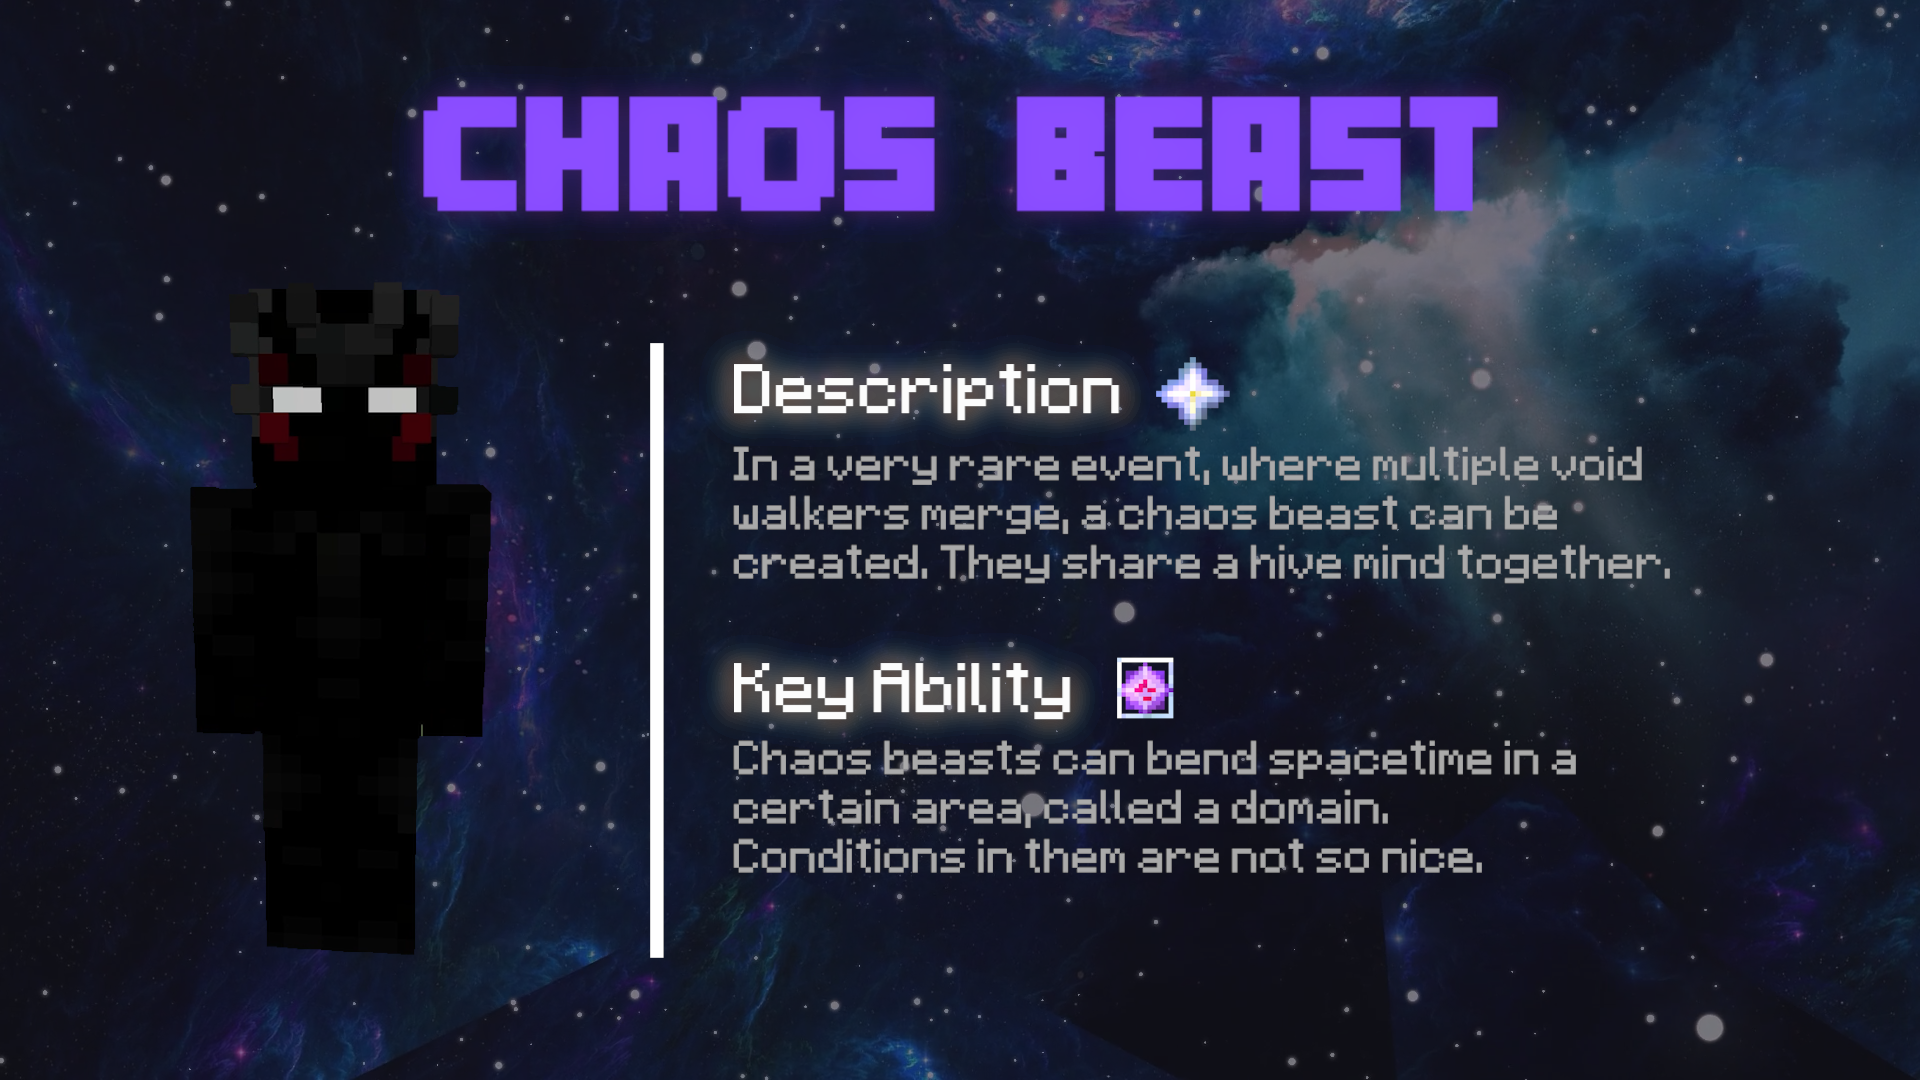 CHAOS BEAST
Description
In a very rare event, where multiple void
walkers merge, a chaos beast can be
created. They share a hive mind together.
Key Ability
Chaos beasts can bend spacetime in a
certain area, called a domain.
Conditions in them are not so nice.